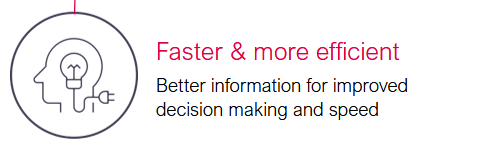 Faster & more efficient
Better information for improved
decision making and speed